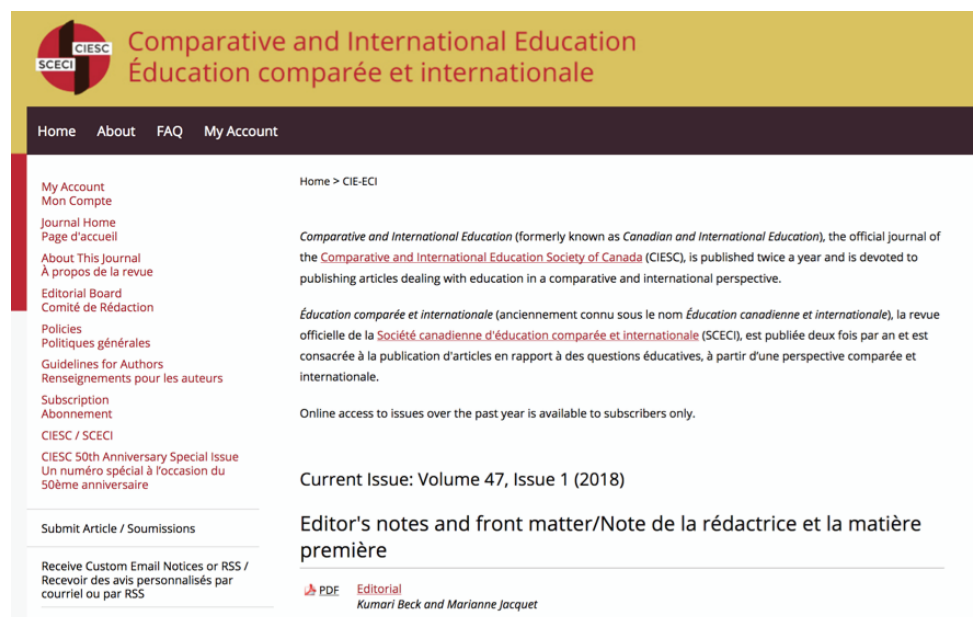 CIESC
SCECI
Comparative and International Education
Éducation comparée et internationale
Home About FAQ My Account
My Account
Mon Compte
Journal Home
Page d'accueil
About This Journal
À propos de la revue
Editorial Board
Comité de Rédaction
Policies
Politiques générales
Guidelines for Authors
Renseignements pour les auteurs
Subscription
Abonnement
CIESC / SCECI
CIESC 50th Anniversary Special Issue
Un numéro spécial à l'occasion du
50ème anniversaire
Submit Article / Soumissions
Receive Custom Email Notices or RSS /
Recevoir des avis personnalisés par
courriel ou par RSS
Home > CIE-ECI
Comparative and International Education (formerly known as Canadian and International Education), the official journal of
the Comparative and International Education Society of Canada (CIESC), is published twice a year and is devoted to
publishing articles dealing with education in a comparative and international perspective.
Éducation comparée et internationale (anciennement connu sous le nom Éducation canadienne et internationale), la revue
officielle de la Société canadienne d'éducation comparée et internationale (SCECI), est publiée deux fois par an et est
consacrée à la publication d'articles en rapport à des questions éducatives, à partir d'une perspective comparée et
internationale.
Online access to issues over the past year is available to subscribers only.
Current Issue: Volume 47, Issue 1 (2018)
Editor's notes and front matter/Note de la rédactrice et la matière
première
PDF Editorial
Kumari Beck and Marianne Jacquet